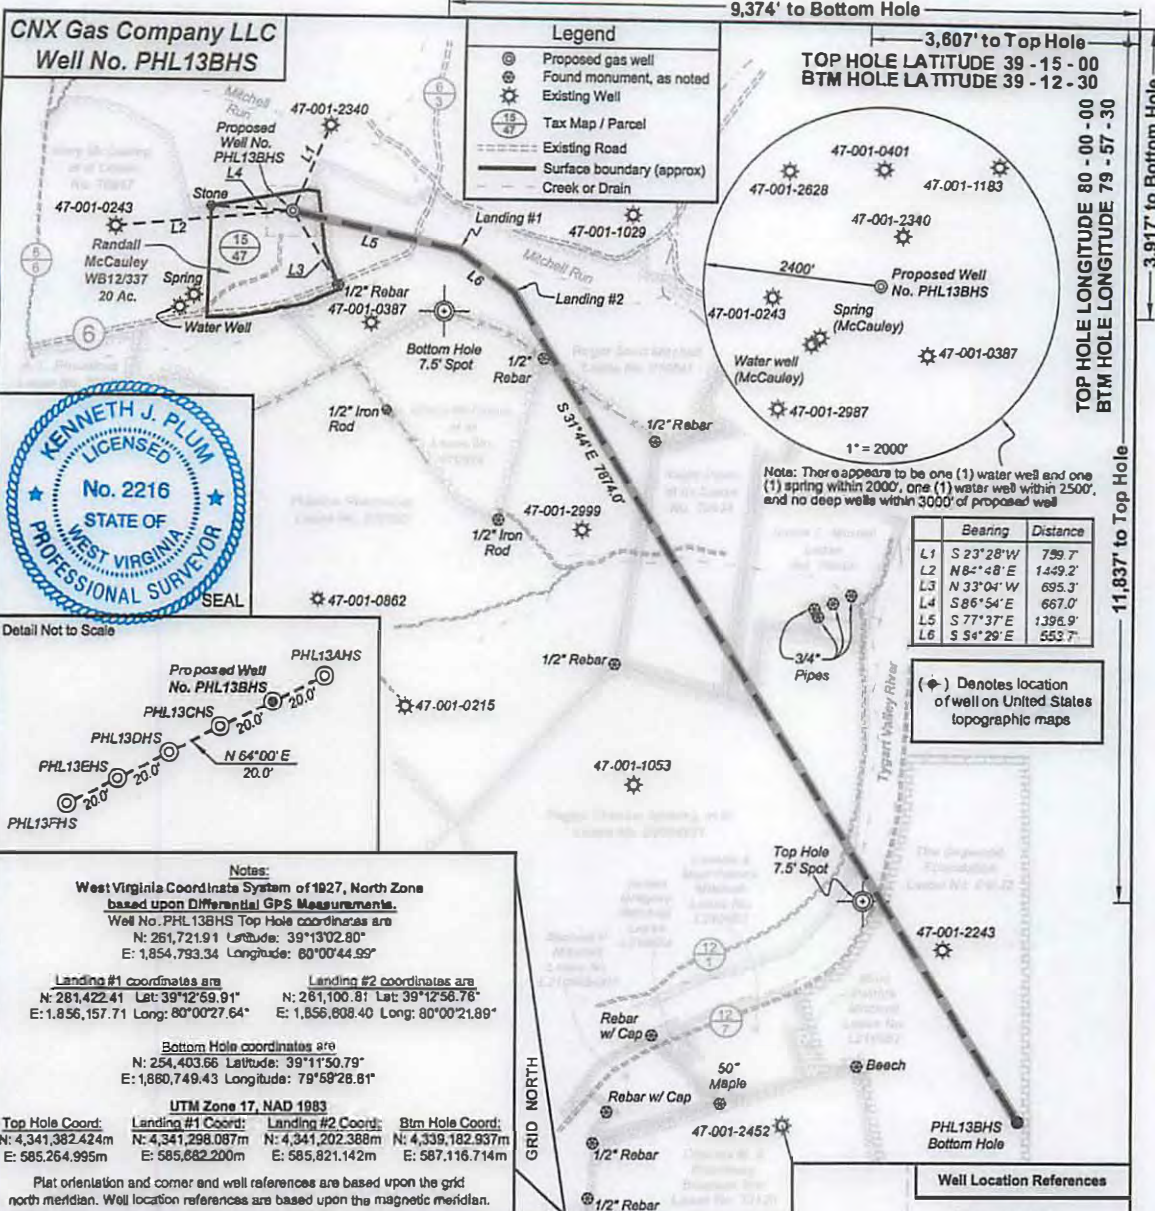 9,374' to Bottom Hole
CNX Gas Company LLC
Well No. PHL13BHS
Legend
Proposed gas well
Found monument, as noted
Existing Well
15
47
Tax Map / Parcel
Existing Road
Surface boundary (approx)
Creek or Drain
3,607' to Top Hole
TOP HOLE LATITUDE 39 - 15 - 00
BTM HOLE LATITUDE 39 - 12 - 30
TOP HOLE LONGITUDE 80 - 00 - 00
BTM HOLE LONGITUDE 79 - 57 - 30
3,917' to Bottom Hole
11,837' to Top Hole
6
3
Mitchell
Run
47-001-2340
Proposed
Well No.
PHL13BHS
L1
L4
Stone
47-001-0243
L2
15
47
Randall
McCauley
WB12/337
20 Ac.
Spring
L3
Water Well
6
6
6
1/2" Rebar
47-001-0387
L5
L6
Landing #1
47-001-1029
Mitchell Run
Landing #2
Bottom Hole
7.5' Spot
1/2"
Rebar
1/2" Iron
Rod
S 31°44' E 7874.0'
1/2" Rebar
47-001-2999
1/2" Iron
Rod
47-001-0862
1/2" Rebar
47-001-0215
47-001-1053
3/4"
Pipes
Tygart Valley River
Top Hole
7.5' Spot
47-001-2243
12
1
12
7
Rebar
w/ Cap
50"
Maple
Beech
Rebar w/ Cap
47-001-2452
1/2" Rebar
1/2" Rebar
PHL13BHS
Bottom Hole
Well Location References
47-001-0401
47-001-2628
47-001-1183
47-001-2340
2400'
Proposed Well
No. PHL13BHS
47-001-0243
Spring
(McCauley)
47-001-0387
Water well
(McCauley)
47-001-2987
1" = 2000'
Note: There appears to be one (1) water well and one
(1) spring within 2000', one (1) water well within 2500',
and no deep wells within 3000' of proposed well
Bearing Distance
L1 S 23°28' W 759.7'
L2 N 84°48' E 1449.2'
L3 N 33°04' W 695.3'
L4 S 86°54' E 667.0'
L5 S 77°37' E 1396.9'
L6 S 54°29' E 553.7'
( ) Denotes location
of well on United States
topographic maps
KENNETH J. PLUM
LICENSED
No. 2216
STATE OF
WEST VIRGINIA
PROFESSIONAL SURVEYOR
SEAL
Detail Not to Scale
PHL13AHS
Proposed Well
No. PHL13BHS
20.0'
PHL13CHS
20.0'
PHL13DHS
N 64°00' E
20.0'
PHL13EHS
20.0'
20.0'
PHL13FHS
Notes:
West Virginia Coordinate System of 1927, North Zone
based upon Differential GPS Measurements.
Well No. PHL13BHS Top Hole coordinates are
N: 261,721.91 Latitude: 39°13'02.80"
E: 1,854,793.34 Longitude: 80°00'44.99"
Landing #1 coordinates are
N: 261,422.41 Lat: 39°12'59.91"
E: 1,856,157.71 Long: 80°00'27.64"
Landing #2 coordinates are
N: 261,100.81 Lat: 39°12'56.76"
E: 1,856,608.40 Long: 80°00'21.89"
Bottom Hole coordinates are
N: 254,403.66 Latitude: 39°11'50.79"
E: 1,860,749.43 Longitude: 79°59'28.61"
UTM Zone 17, NAD 1983
Top Hole Coord: Landing #1 Coord: Landing #2 Coord: Btm Hole Coord:
N: 4,341,382.424m N: 4,341,298.087m N: 4,341,202.388m N: 4,339,182.937m
E: 585,264.995m E: 585,682.200m E: 585,821.142m E: 587,116.714m
Plat orientation and corner and well references are based upon the grid
north meridian. Well location references are based upon the magnetic meridian.
GRID NORTH